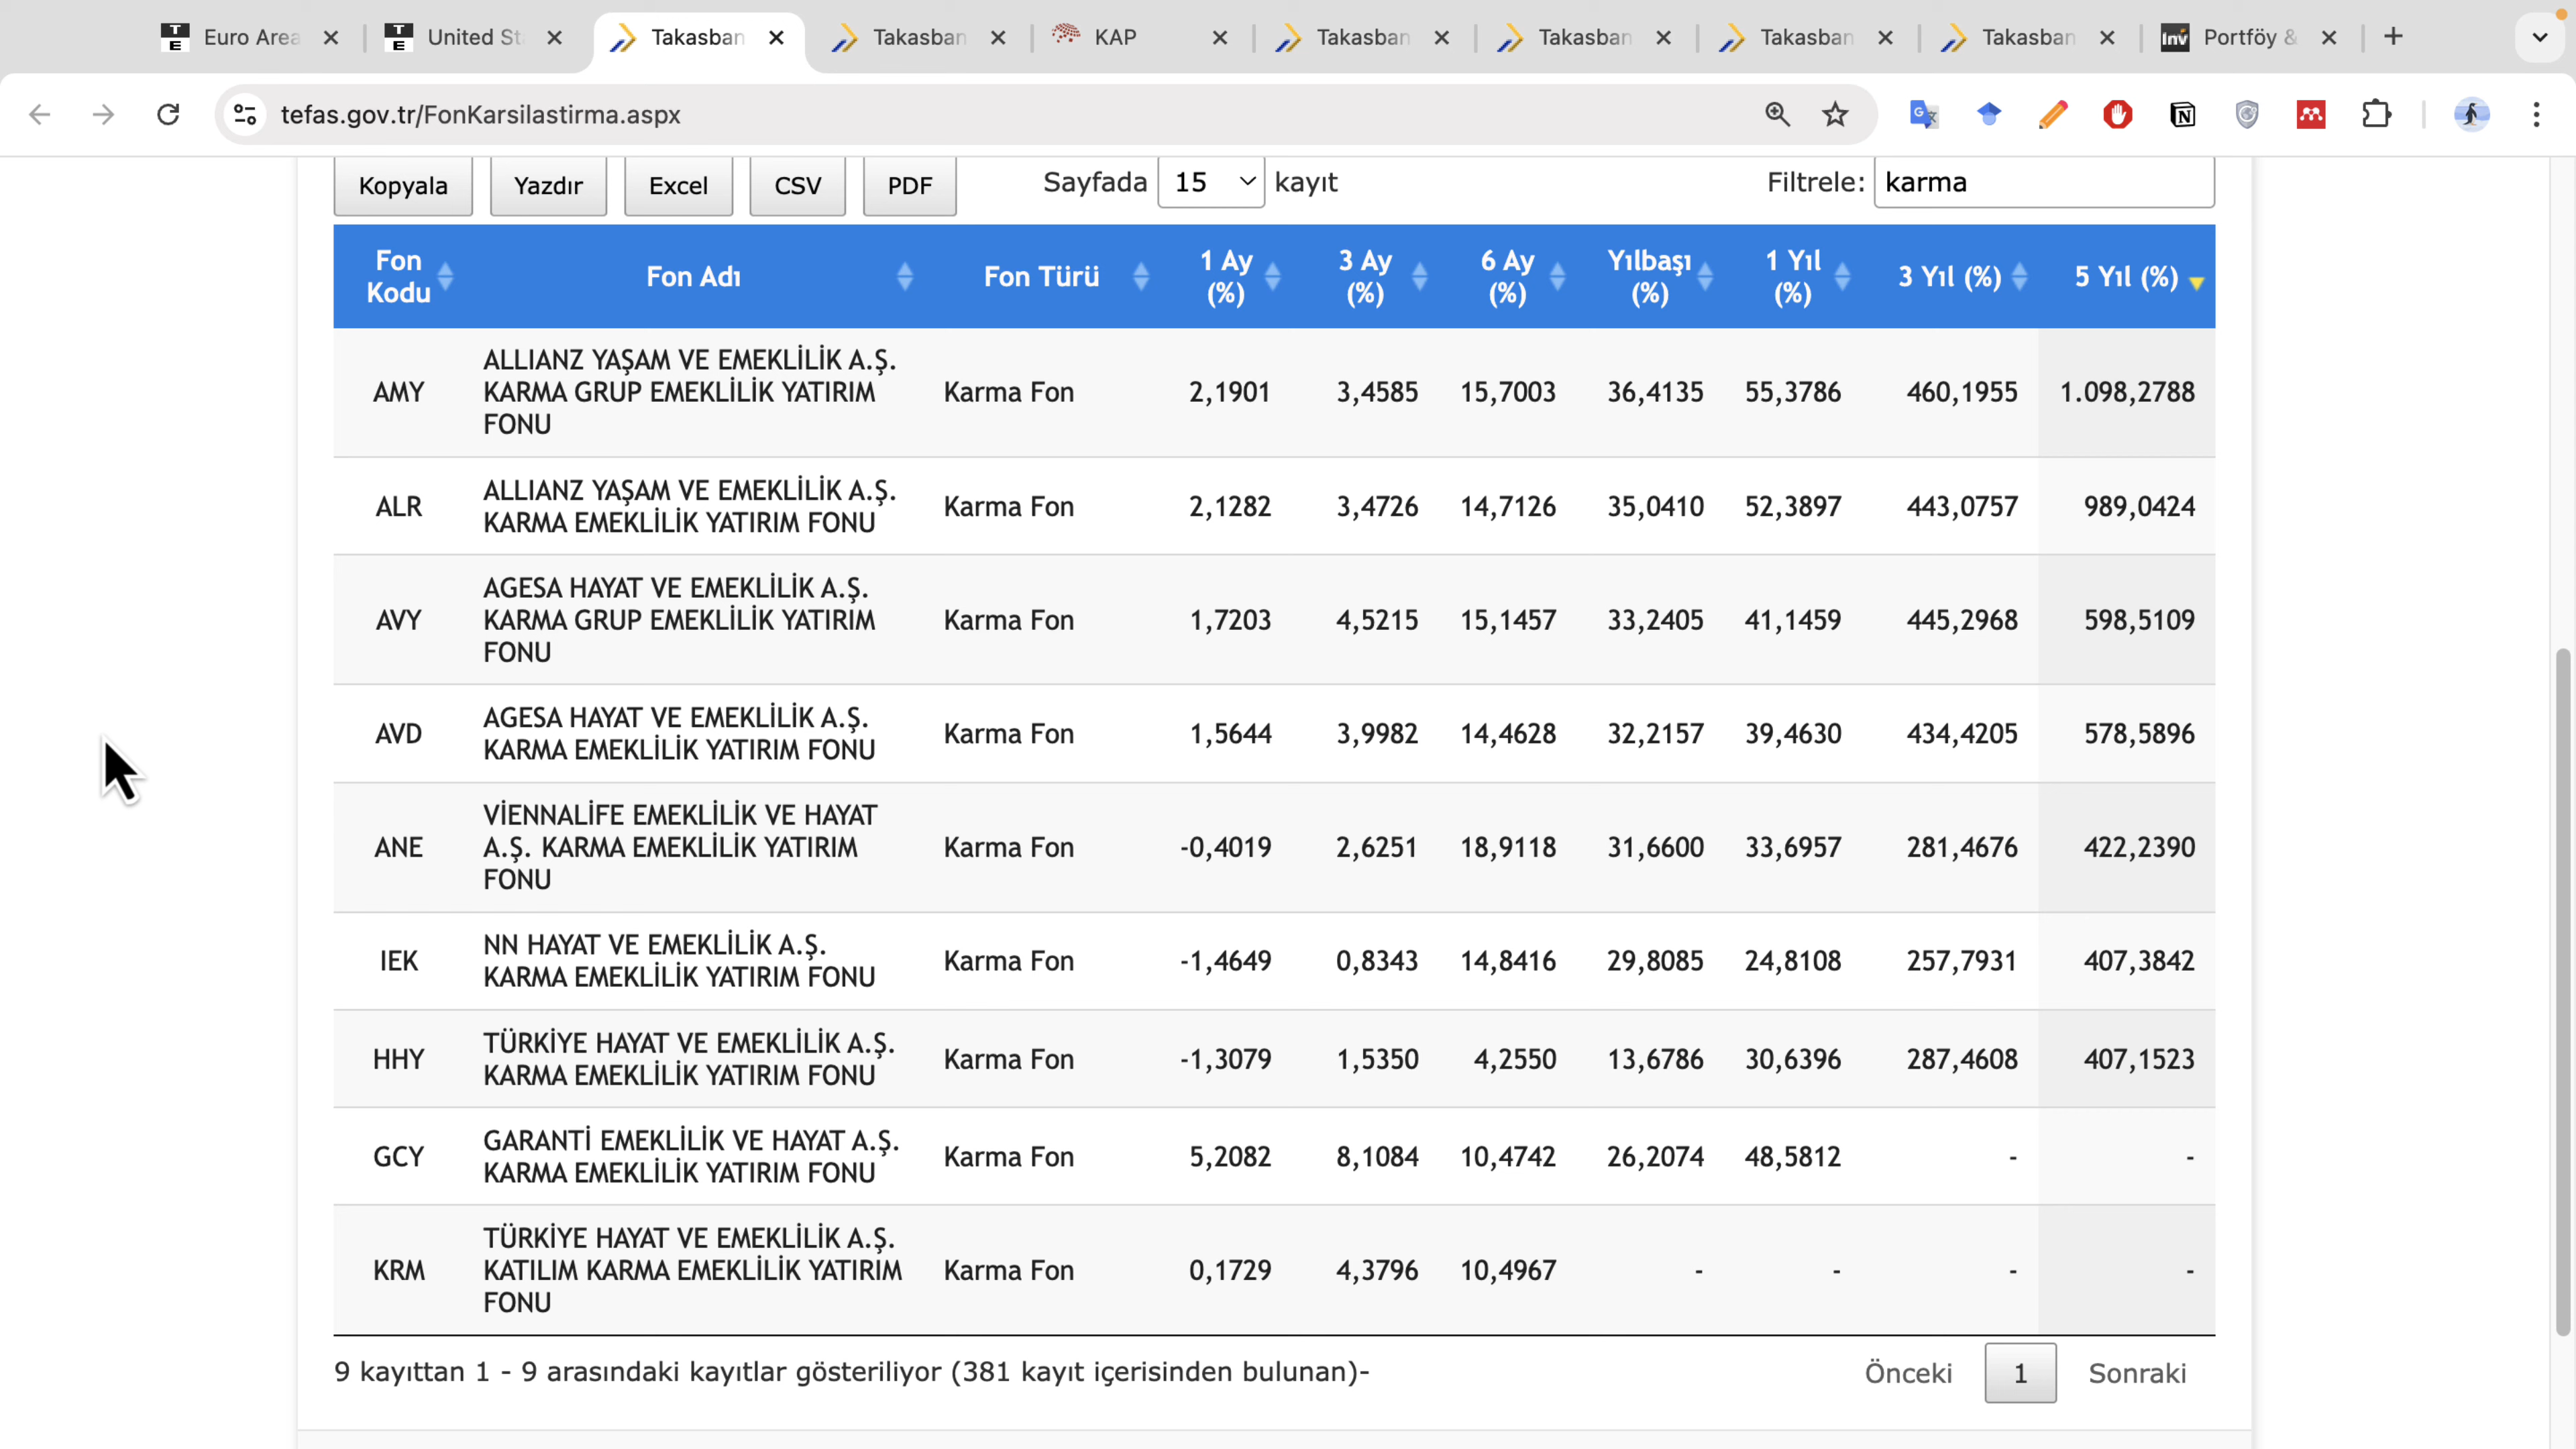 Euro Area
United St
Takasban
Takasban
KAP
Takasban
Takasban
Takasban
Takasban
Portföy &
tefas.gov.tr/FonKarsilastirma.aspx
Kopyala Yazdır Excel CSV PDF Sayfada 15 kayıt Filtrele: karma
Fon Kodu Fon Adı Fon Türü 1 Ay (%) 3 Ay (%) 6 Ay (%) Yılbaşı (%) 1 Yıl (%) 3 Yıl (%) 5 Yıl (%)
ALLIANZ YAŞAM VE EMEKLİLİK A.Ş.
AMY KARMA GRUP EMEKLİLİK YATIRIM Karma Fon 2,1901 3,4585 15,7003 36,4135 55,3786 460,1955 1.098,2788
FONU
ALLIANZ YAŞAM VE EMEKLİLİK A.Ş.
ALR KARMA EMEKLİLİK YATIRIM FONU Karma Fon 2,1282 3,4726 14,7126 35,0410 52,3897 443,0757 989,0424
AGESA HAYAT VE EMEKLİLİK A.Ş.
AVY KARMA GRUP EMEKLİLİK YATIRIM Karma Fon 1,7203 4,5215 15,1457 33,2405 41,1459 445,2968 598,5109
FONU
AGESA HAYAT VE EMEKLİLİK A.Ş.
AVD KARMA EMEKLİLİK YATIRIM FONU Karma Fon 1,5644 3,9982 14,4628 32,2157 39,4630 434,4205 578,5896
VİENNALİFE EMEKLİLİK VE HAYAT
ANE A.Ş. KARMA EMEKLİLİK YATIRIM Karma Fon -0,4019 2,6251 18,9118 31,6600 33,6957 281,4676 422,2390
FONU
NN HAYAT VE EMEKLİLİK A.Ş.
IEK KARMA EMEKLİLİK YATIRIM FONU Karma Fon -1,4649 0,8343 14,8416 29,8085 24,8108 257,7931 407,3842
TÜRKİYE HAYAT VE EMEKLİLİK A.Ş.
HHY KARMA EMEKLİLİK YATIRIM FONU Karma Fon -1,3079 1,5350 4,2550 13,6786 30,6396 287,4608 407,1523
GARANTİ EMEKLİLİK VE HAYAT A.Ş.
GCY KARMA EMEKLİLİK YATIRIM FONU Karma Fon 5,2082 8,1084 10,4742 26,2074 48,5812 - -
TÜRKİYE HAYAT VE EMEKLİLİK A.Ş.
KRM KATILIM KARMA EMEKLİLİK YATIRIM Karma Fon 0,1729 4,3796 10,4967 - - - -
FONU
9 kayıttan 1 - 9 arasındaki kayıtlar gösteriliyor (381 kayıt içerisinden bulunan)-
Önceki 1 Sonraki